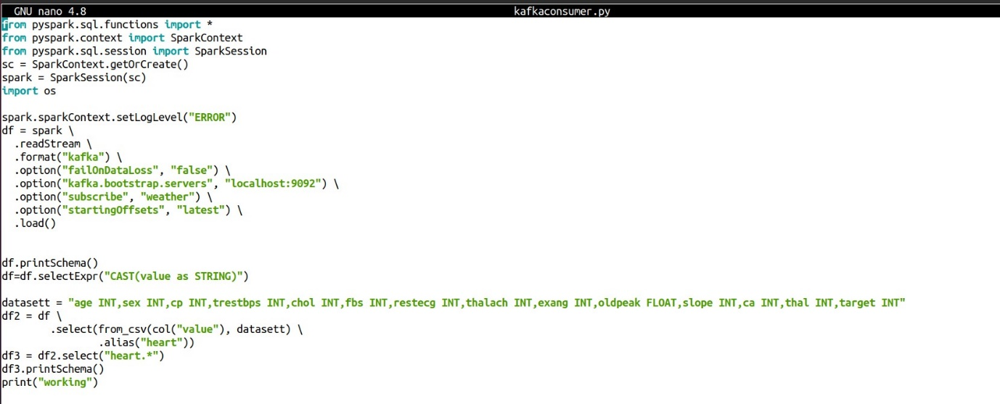 GNU nano 4.8 kafkaconsumer.py
from pyspark.sql.functions import *
from pyspark.context import SparkContext
from pyspark.sql.session import SparkSession
sc = SparkContext.getOrCreate()
spark = SparkSession(sc)
import os
spark.sparkContext.setLogLevel("ERROR")
df = spark \
  .readStream \
  .format("kafka") \
  .option("failOnDataLoss", "false") \
  .option("kafka.bootstrap.servers", "localhost:9092") \
  .option("subscribe", "weather") \
  .option("startingOffsets", "latest") \
  .load()
df.printSchema()
df=df.selectExpr("CAST(value as STRING)")
datasett = "age INT,sex INT,cp INT,trestbps INT,chol INT,fbs INT,restecg INT,thalach INT,exang INT,oldpeak FLOAT,slope INT,ca INT,thal INT,target INT"
df2 = df \
        .select(from_csv(col("value"), datasett) \
                .alias("heart"))
df3 = df2.select("heart.*")
df3.printSchema()
print("working")